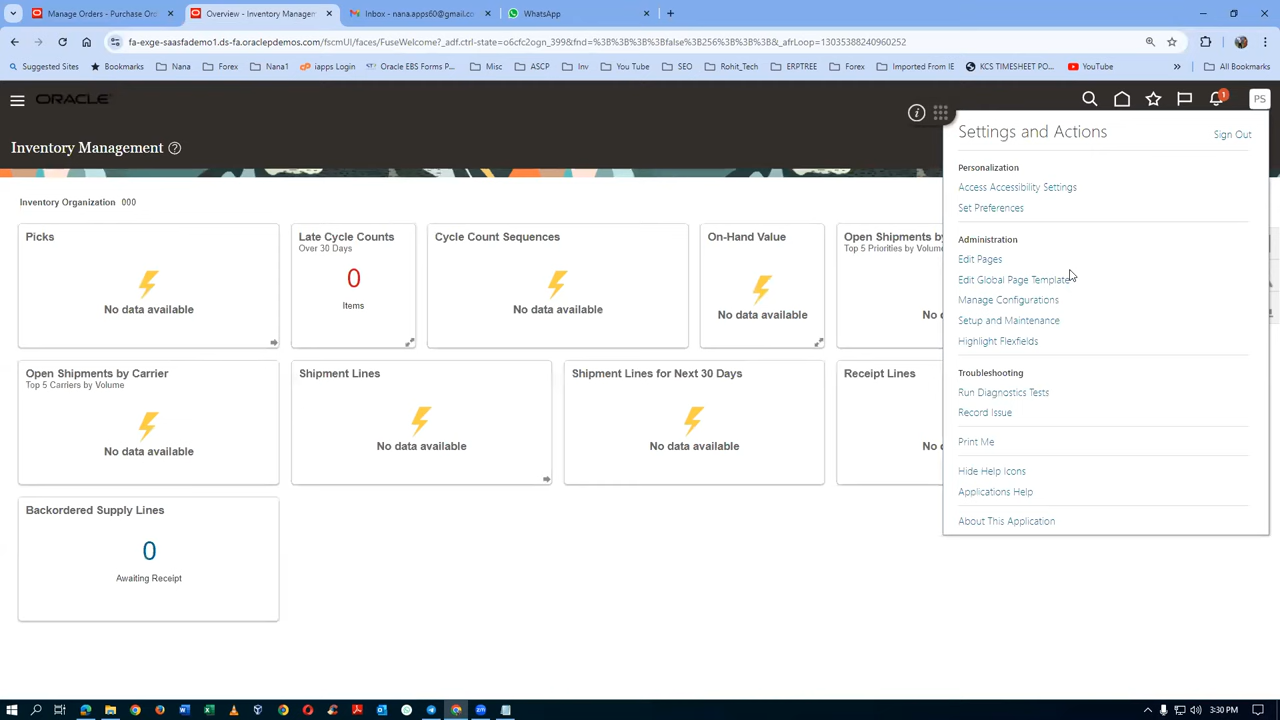 Manage Orders - Purchase Ord
Overview - Inventory Managem
Inbox - nana.apps60@gmail.co
WhatsApp
fa-exge-saasfademo1.ds-fa.oraclepdemos.com/fscmUI/faces/FuseWelcome?_adf.ctrl-state=o6cfc2ogn_399&fnd=%3B%3B%3B%3Bfalse%3B256%3B%3B%3B&_afrLoop=13035388240960252
Suggested Sites
Bookmarks
Nana
Forex
Nana1
iapps Login
Oracle EBS Forms P...
Misc
ASCP
Inv
You Tube
SEO
Rohit_Tech
ERPTREE
Forex
Imported From IE
KCS TIMESHEET PO...
YouTube
»
All Bookmarks
ORACLE
1
PS
Inventory Management
Settings and Actions
Sign Out
Personalization
Access Accessibility Settings
Set Preferences
Administration
Edit Pages
Edit Global Page Template
Manage Configurations
Setup and Maintenance
Highlight Flexfields
Troubleshooting
Run Diagnostics Tests
Record Issue
Print Me
Hide Help Icons
Applications Help
About This Application
Inventory Organization 000
Picks
No data available
Late Cycle Counts
Over 30 Days
0
Items
Cycle Count Sequences
No data available
On-Hand Value
No data available
Open Shipments by
Top 5 Priorities by Volume
No
Open Shipments by Carrier
Top 5 Carriers by Volume
No data available
Shipment Lines
No data available
Shipment Lines for Next 30 Days
No data available
Receipt Lines
No
Backordered Supply Lines
0
Awaiting Receipt
3:30 PM